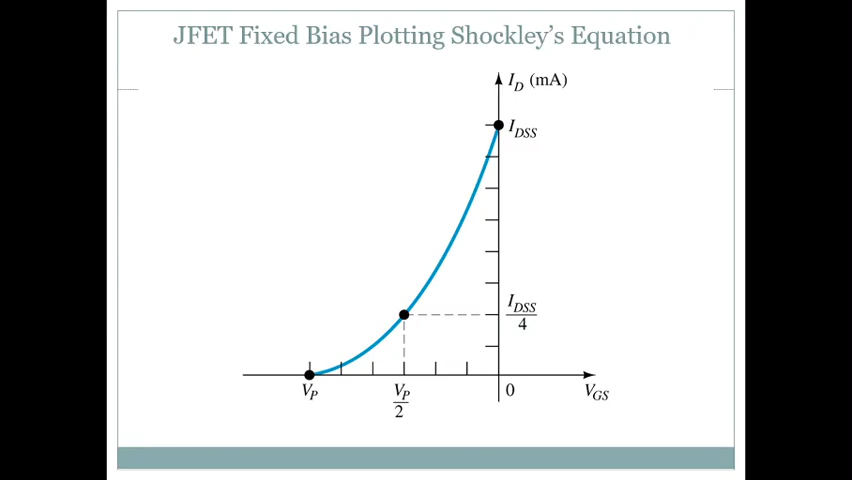 JFET Fixed Bias Plotting Shockley's Equation
I_D (mA)
I_DSS
I_DSS
4
V_P
V_P
2
0
V_GS